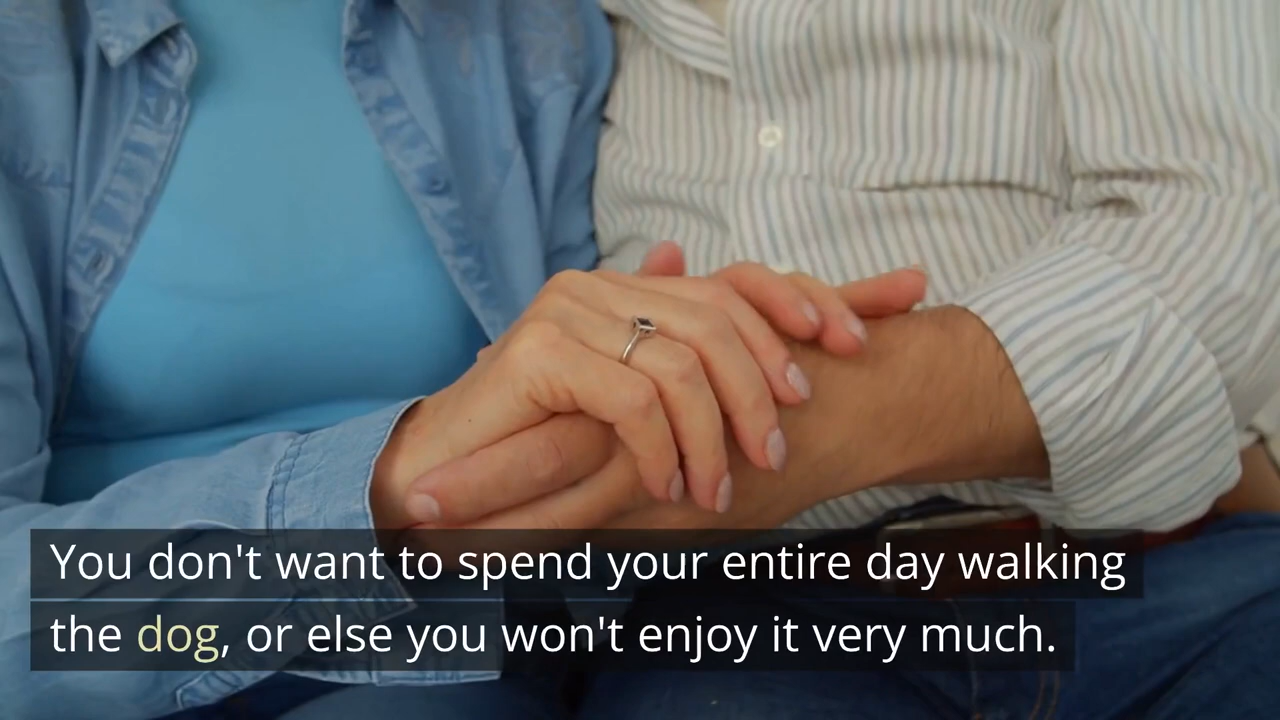 You don't want to spend your entire day walking
the dog, or else you won't enjoy it very much.